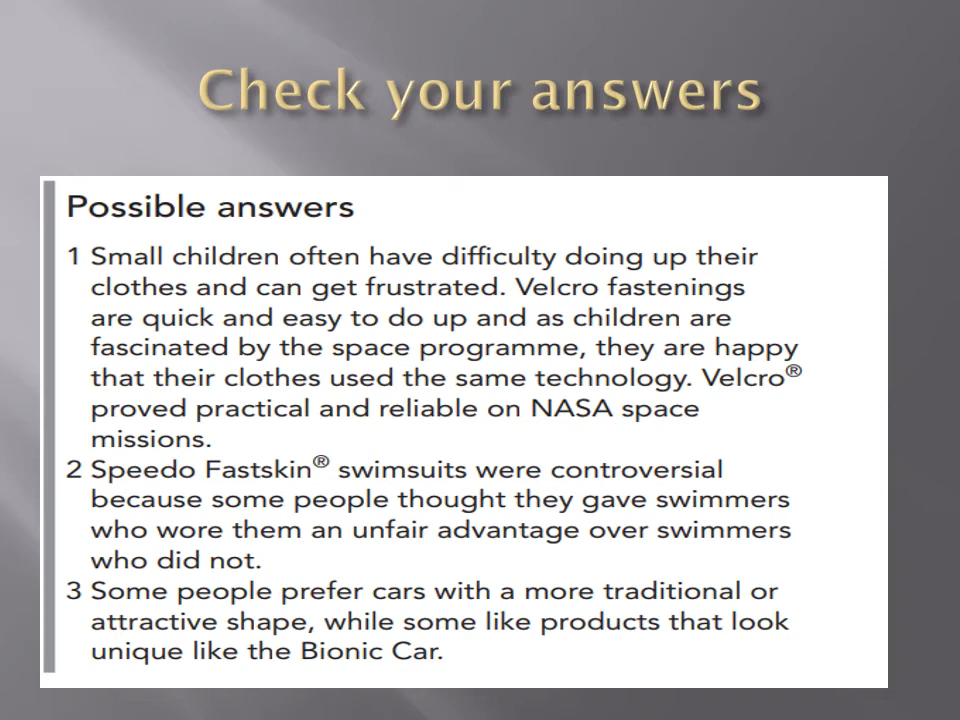 Check your answers
Possible answers
1 Small children often have difficulty doing up their
clothes and can get frustrated. Velcro fastenings
are quick and easy to do up and as children are
fascinated by the space programme, they are happy
that their clothes used the same technology. Velcro®
proved practical and reliable on NASA space
missions.
2 Speedo Fastskin® swimsuits were controversial
because some people thought they gave swimmers
who wore them an unfair advantage over swimmers
who did not.
3 Some people prefer cars with a more traditional or
attractive shape, while some like products that look
unique like the Bionic Car.